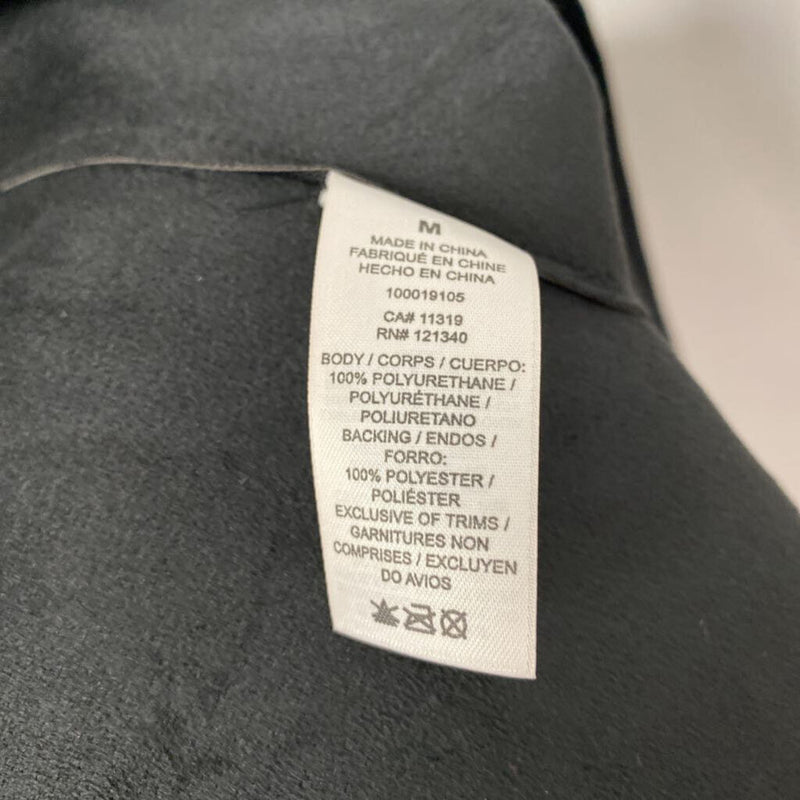 M
MADE IN CHINA
FABRIQUÉ EN CHINE
HECHO EN CHINA
100019105
CA# 11319
RN# 121340
BODY / CORPS / CUERPO:
100% POLYURETHANE /
POLYURÉTHANE /
POLIURETANO
BACKING / ENDOS /
FORRO:
100% POLYESTER /
POLIÉSTER
EXCLUSIVE OF TRIMS /
GARNITURES NON
COMPRISES / EXCLUYEN
DO AVIOS